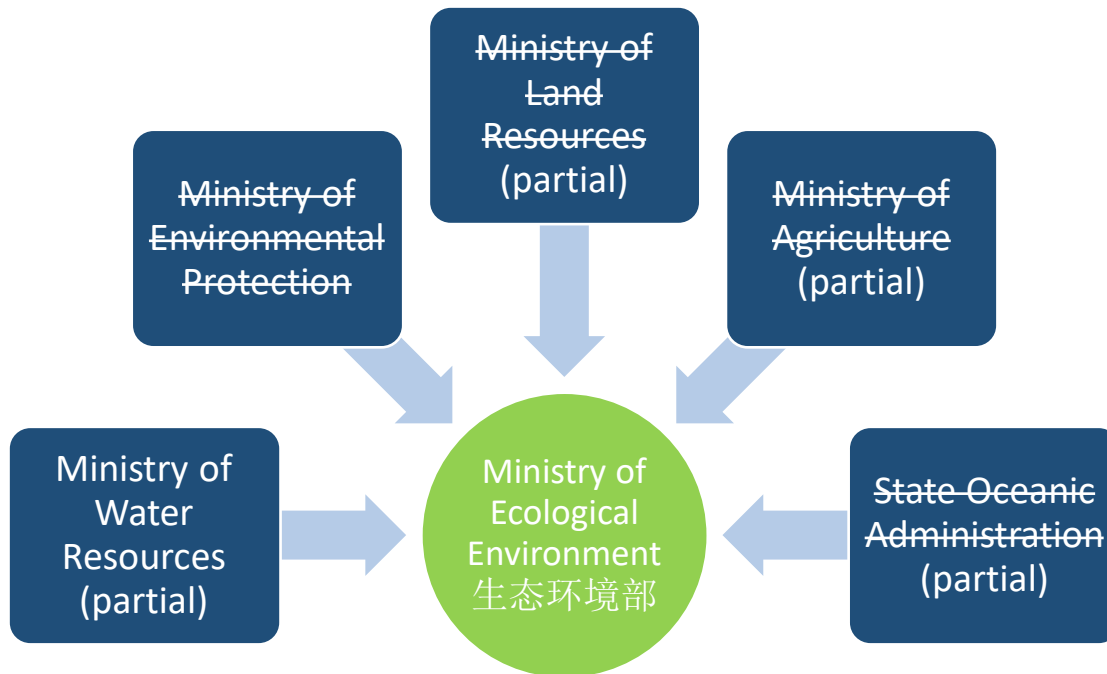 Ministry of
Land
Resources
(partial)
Ministry of
Environmental
Protection
Ministry of
Agriculture
(partial)
Ministry of
Water
Resources
(partial)
Ministry of
Ecological
Environment
生态环境部
State Oceanic
Administration
(partial)